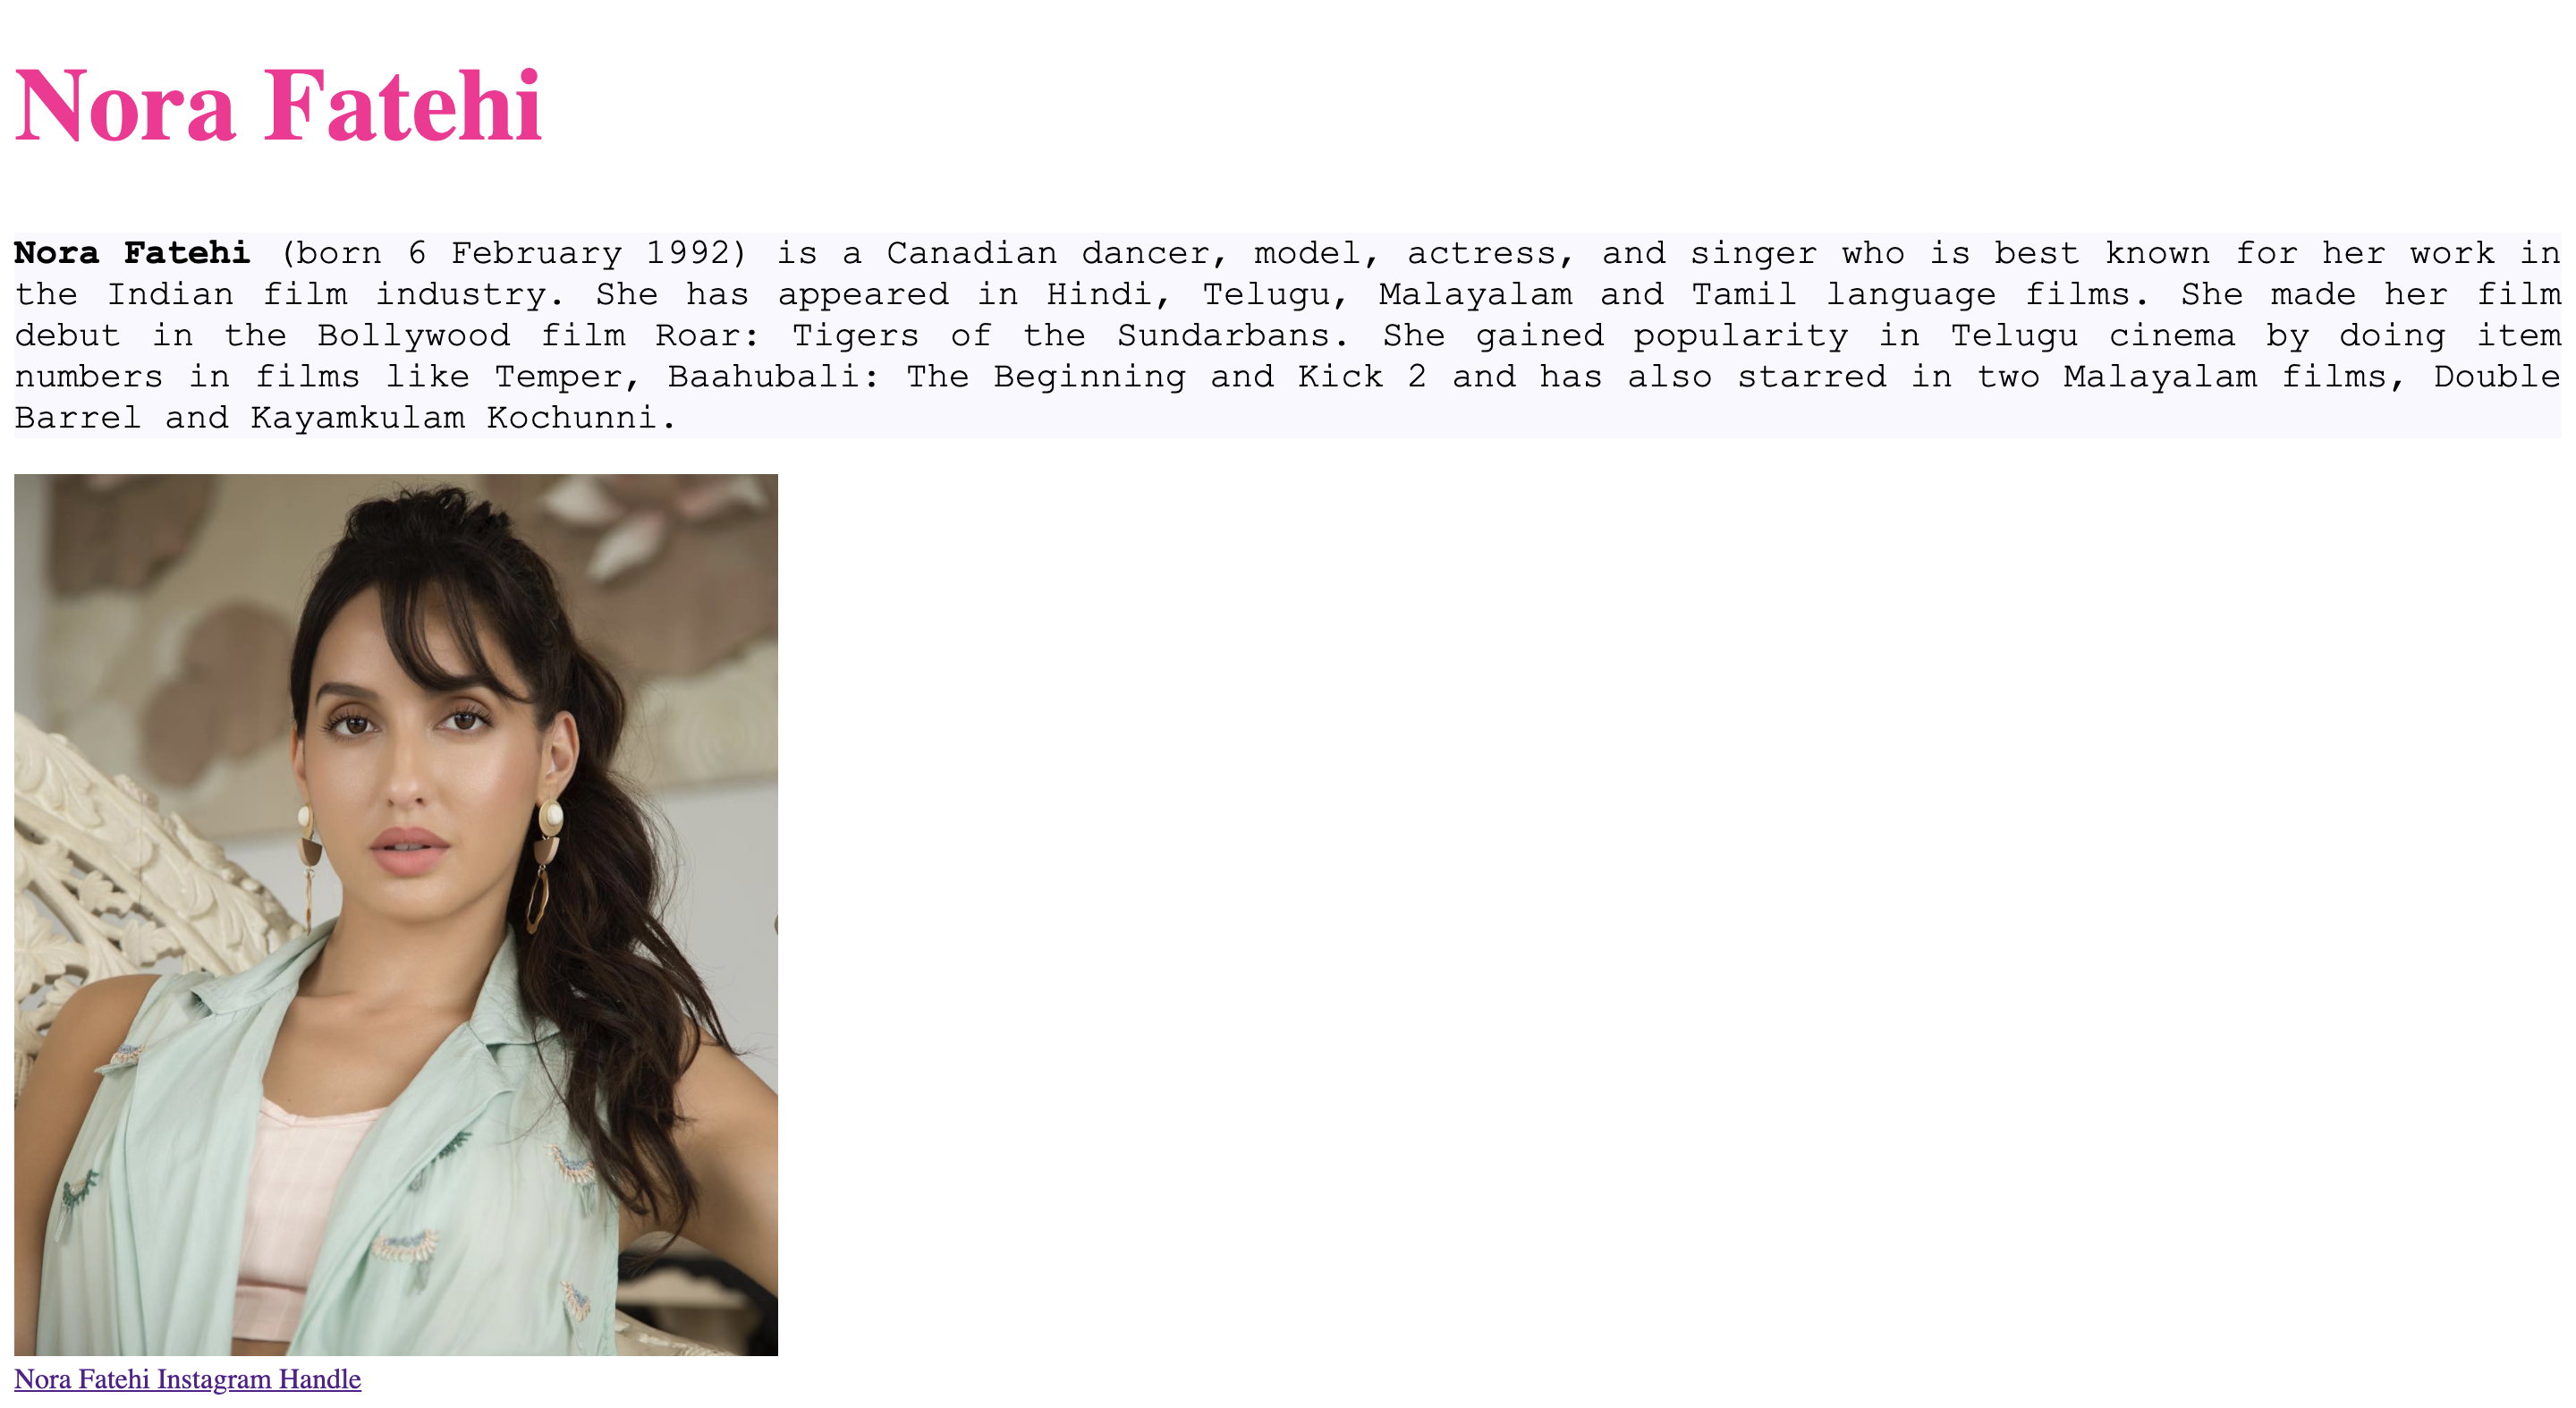 Nora Fatehi
Nora Fatehi (born 6 February 1992) is a Canadian dancer, model, actress, and singer who is best known for her work in
the Indian film industry. She has appeared in Hindi, Telugu, Malayalam and Tamil language films. She made her film
debut in the Bollywood film Roar: Tigers of the Sundarbans. She gained popularity in Telugu cinema by doing item
numbers in films like Temper, Baahubali: The Beginning and Kick 2 and has also starred in two Malayalam films, Double
Barrel and Kayamkulam Kochunni.
Nora Fatehi Instagram Handle